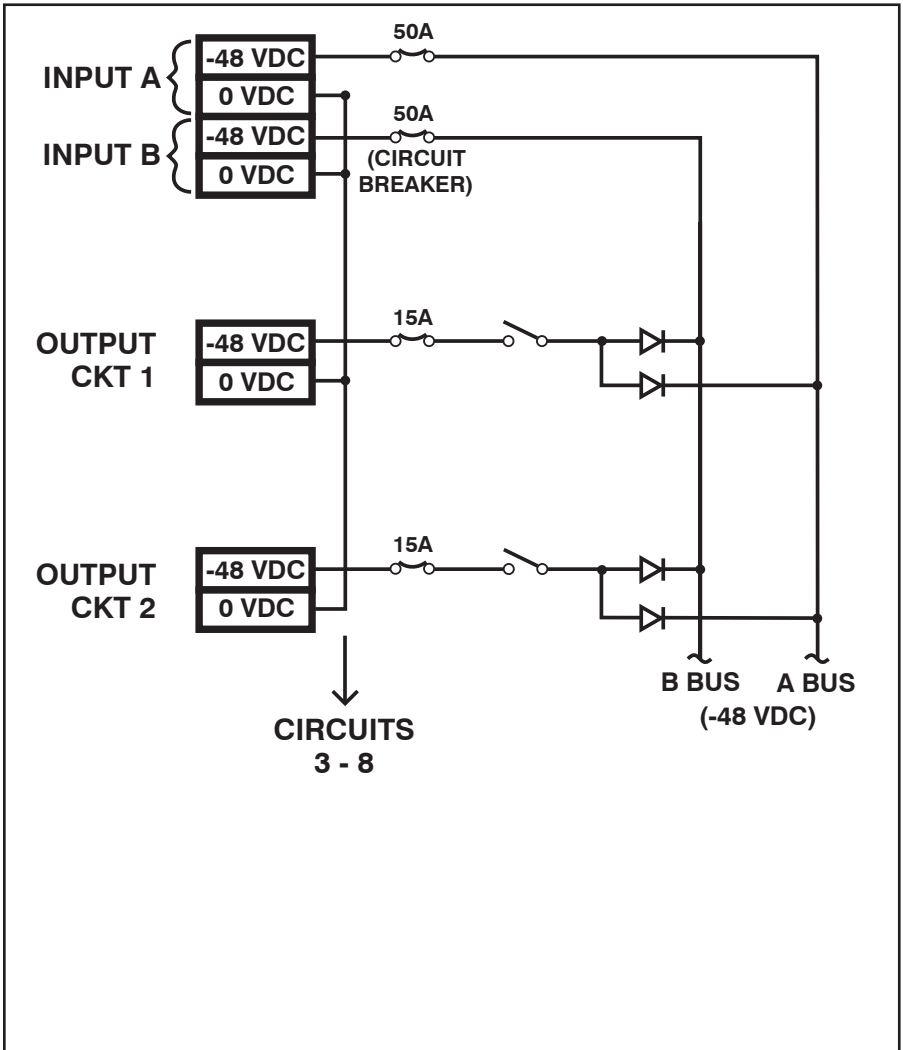 50A
INPUT A
-48 VDC
0 VDC
50A
INPUT B
-48 VDC
0 VDC
(CIRCUIT
BREAKER)
15A
OUTPUT
CKT 1
-48 VDC
0 VDC
15A
OUTPUT
CKT 2
-48 VDC
0 VDC
B BUS
A BUS
(-48 VDC)
CIRCUITS
3 - 8